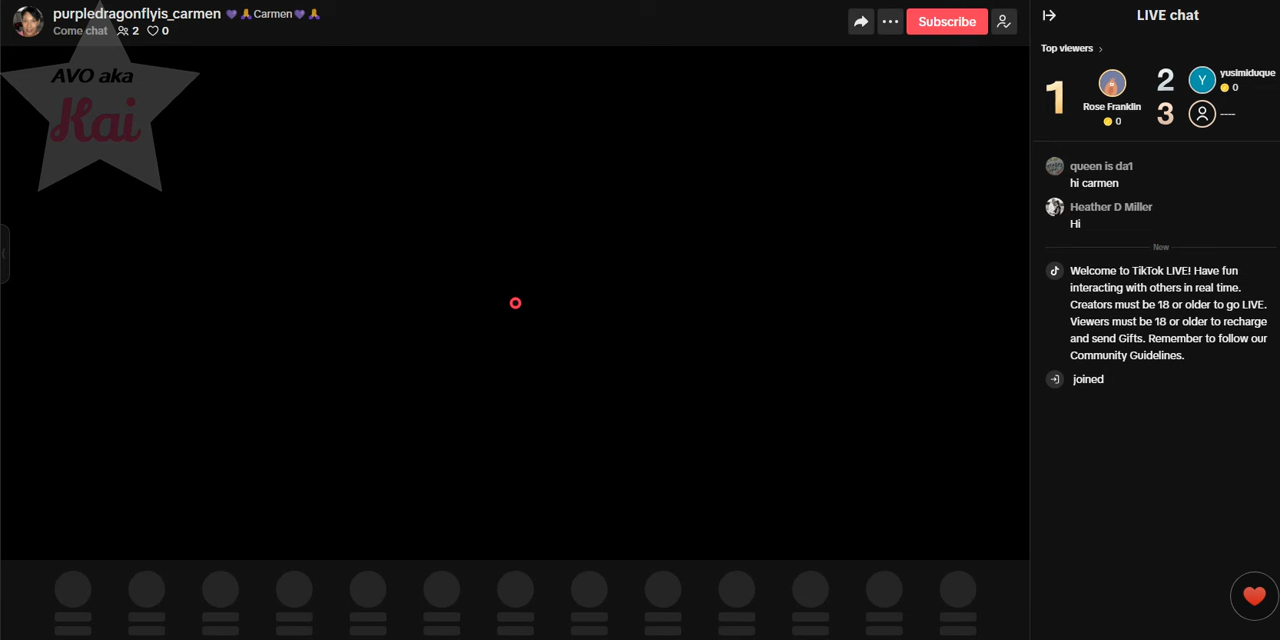 purpledragonflyis_carmen 💜🙏Carmen💜🙏
Come chat 2 0
Subscribe
AVO aka
Kai
LIVE chat
Top viewers
1
Rose Franklin
0
2
Y
yusimiduque
0
3
----
queen is da1
hi carmen
Heather D Miller
Hi
New
Welcome to TikTok LIVE! Have fun
interacting with others in real time.
Creators must be 18 or older to go LIVE.
Viewers must be 18 or older to recharge
and send Gifts. Remember to follow our
Community Guidelines.
joined